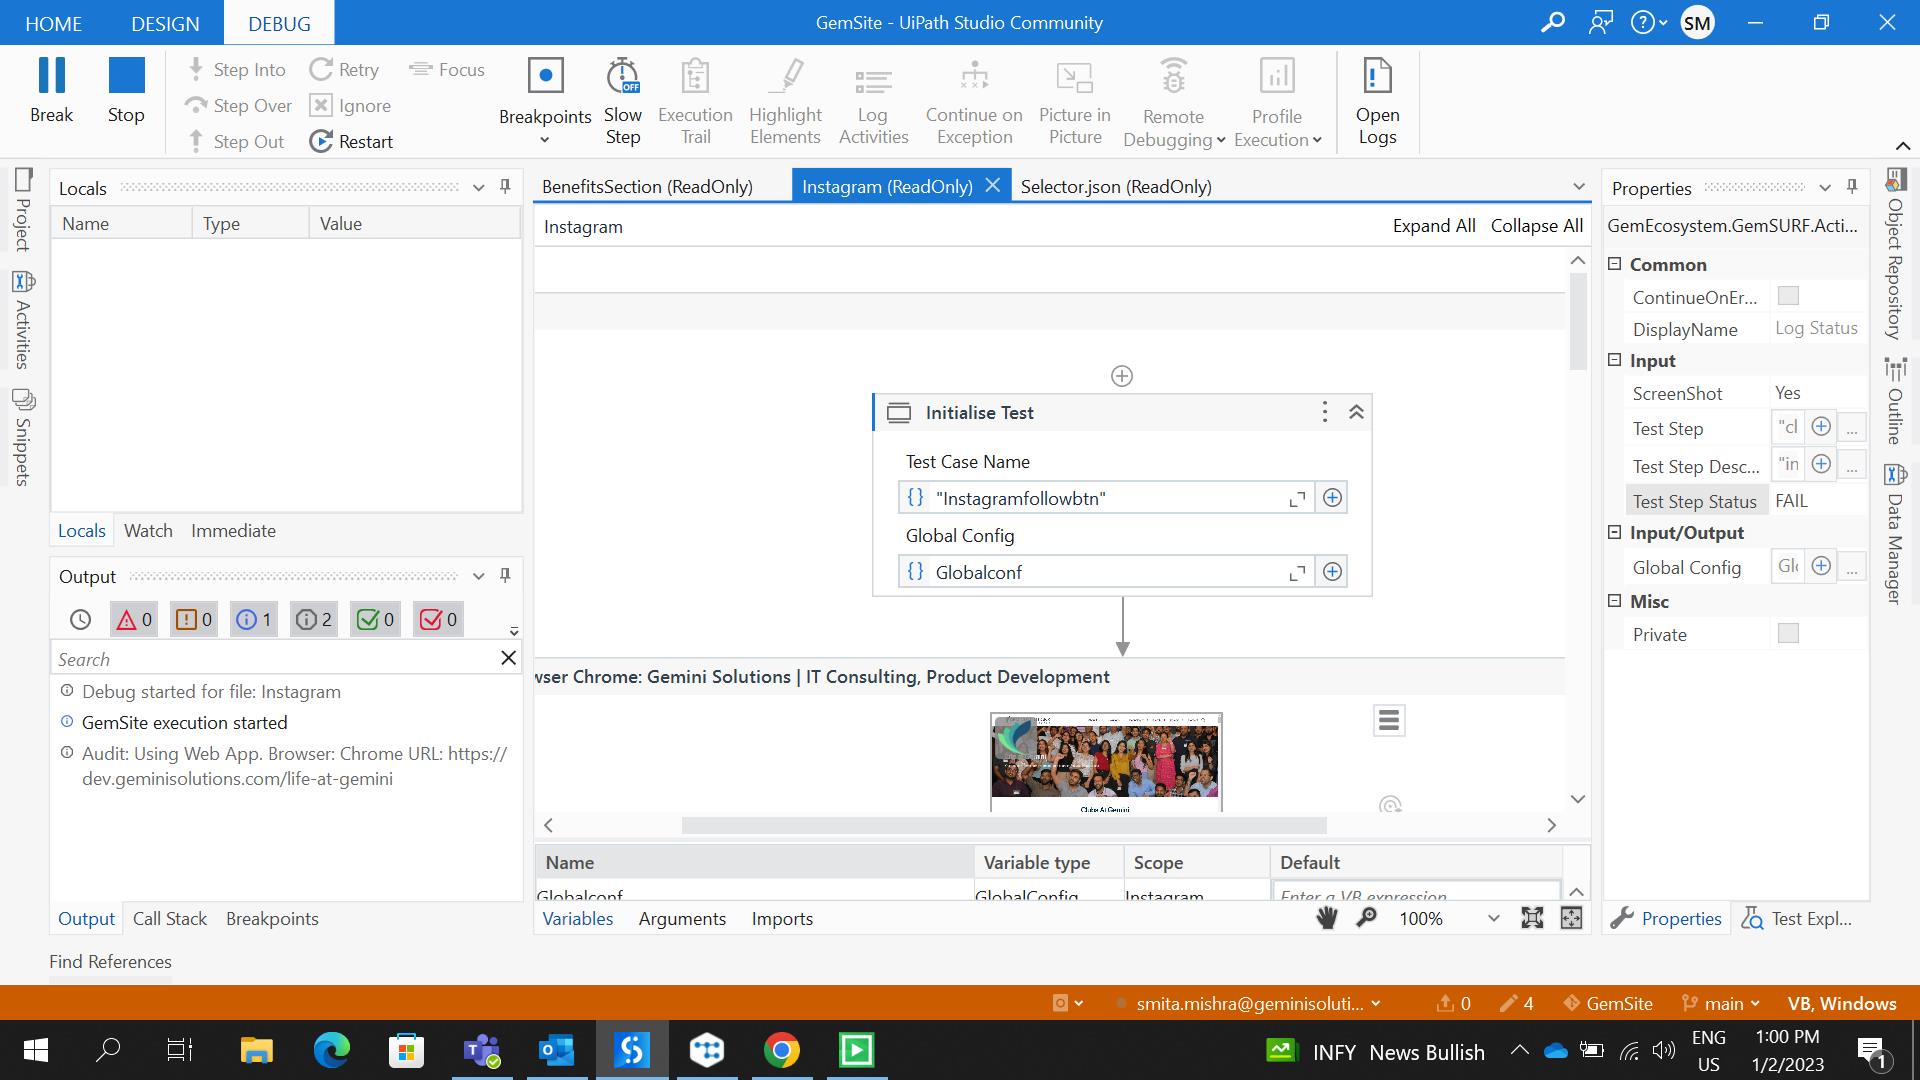 HOME
DESIGN
DEBUG
GemSite - UiPath Studio Community
SM
Break
Stop
Step Into
Step Over
Step Out
Retry
Ignore
Restart
Focus
Breakpoints
OFF
Slow
Step
Execution
Trail
Highlight
Elements
Log
Activities
Continue on
Exception
Picture in
Picture
Remote
Debugging
Profile
Execution
Open
Logs
Project
Activities
Snippets
Locals
Name Type Value
Locals Watch Immediate
Output
0 0 1 2 0 0
Search
Debug started for file: Instagram
GemSite execution started
Audit: Using Web App. Browser: Chrome URL: https://
dev.geminisolutions.com/life-at-gemini
Output Call Stack Breakpoints
Find References
BenefitsSection (ReadOnly)
Instagram (ReadOnly)
Selector.json (ReadOnly)
Instagram
Expand All Collapse All
Initialise Test
Test Case Name
"Instagramfollowbtn"
Global Config
Globalconf
wser Chrome: Gemini Solutions | IT Consulting, Product Development
Clubs At Gemini
Name Variable type Scope Default
Globalconf GlobalConfig Instagram Enter a VB expression
Variables Arguments Imports
100%
Properties
GemEcosystem.GemSURF.Acti...
Common
ContinueOnEr...
DisplayName Log Status
Input
ScreenShot Yes
Test Step "cl ...
Test Step Desc... "in ...
Test Step Status FAIL
Input/Output
Global Config Glo ...
Misc
Private
Properties Test Expl...
Object Repository
Outline
Data Manager
smita.mishra@geminisoluti...
0
4
GemSite
main
VB, Windows
INFY News Bullish
ENG
US
1:00 PM
1/2/2023
1